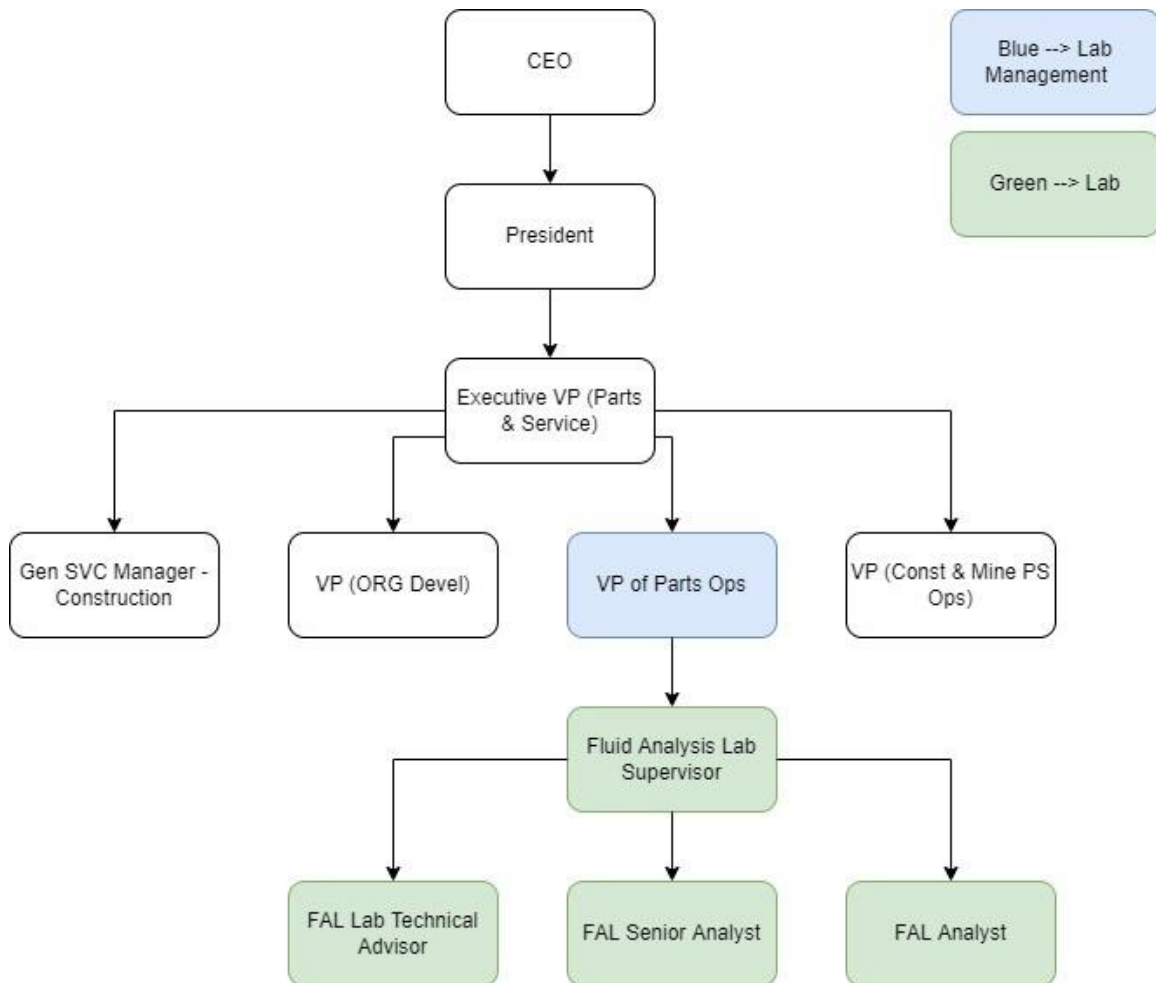 CEO
Blue --> Lab
Management
Green --> Lab
President
Executive VP (Parts
& Service)
Gen SVC Manager -
Construction
VP (ORG Devel)
VP of Parts Ops
VP (Const & Mine PS
Ops)
Fluid Analysis Lab
Supervisor
FAL Lab Technical
Advisor
FAL Senior Analyst
FAL Analyst